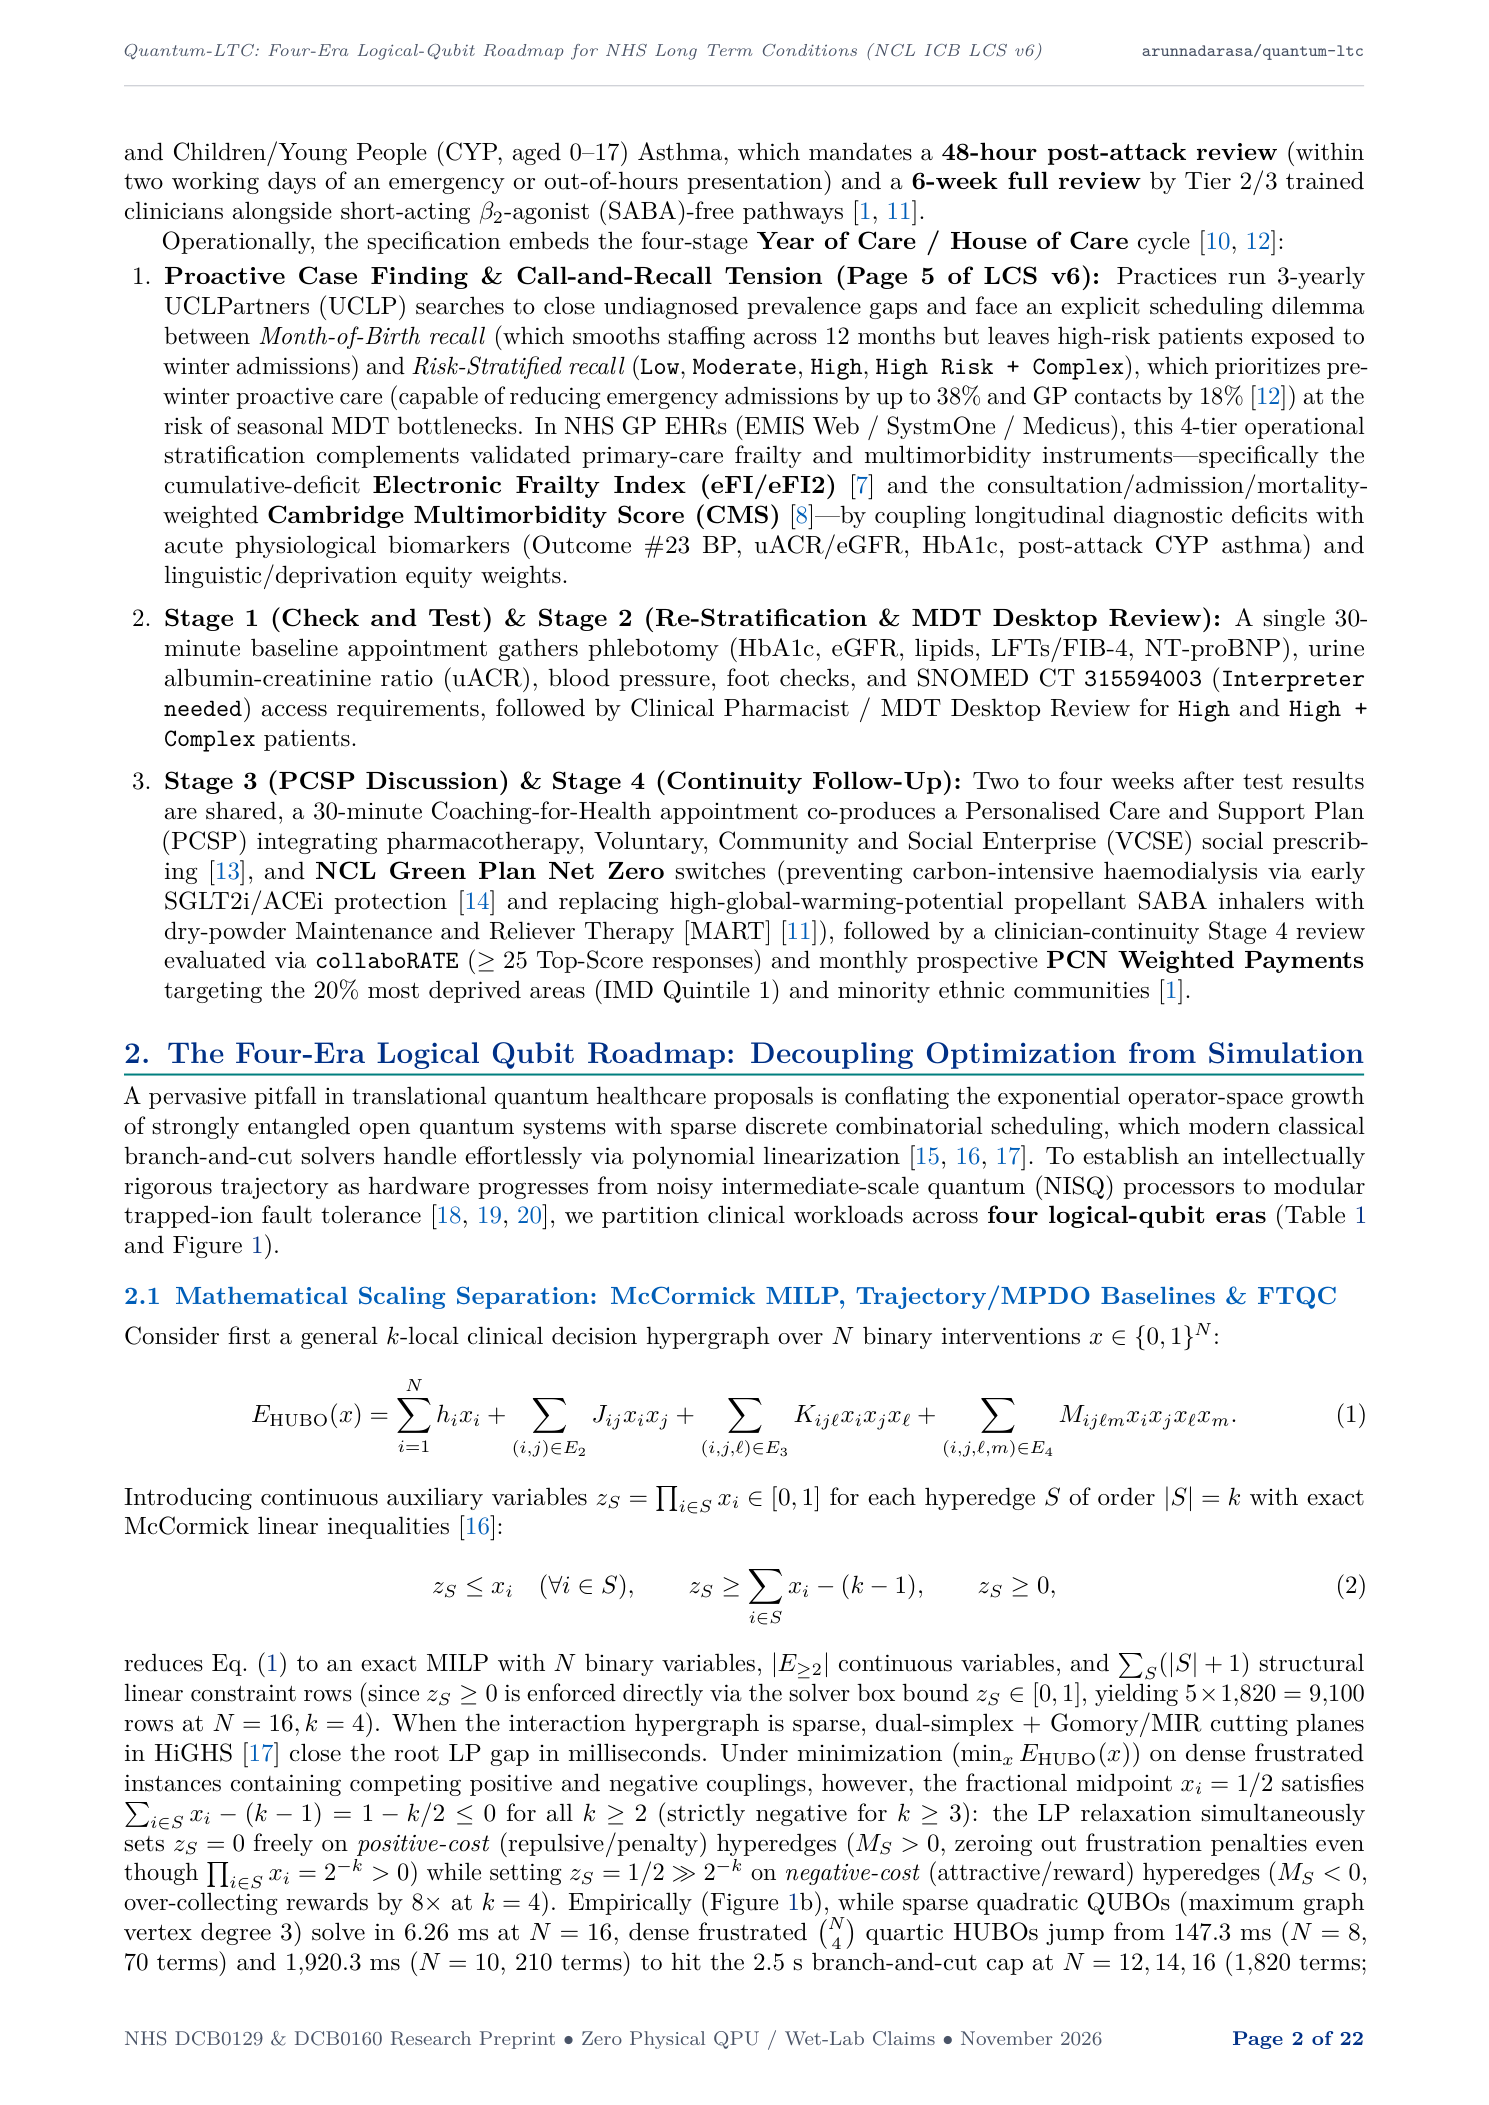 Quantum-LTC: Four-Era Logical-Qubit Roadmap for NHS Long Term Conditions (NCL ICB LCS v6) arunnadarasa/quantum-ltc
and Children/Young People (CYP, aged 0–17) Asthma, which mandates a 48-hour post-attack review (within
two working days of an emergency or out-of-hours presentation) and a 6-week full review by Tier 2/3 trained
clinicians alongside short-acting β₂-agonist (SABA)-free pathways [1, 11].
Operationally, the specification embeds the four-stage Year of Care / House of Care cycle [10, 12]:
1. Proactive Case Finding & Call-and-Recall Tension (Page 5 of LCS v6): Practices run 3-yearly
UCLPartners (UCLP) searches to close undiagnosed prevalence gaps and face an explicit scheduling dilemma
between Month-of-Birth recall (which smooths staffing across 12 months but leaves high-risk patients exposed to
winter admissions) and Risk-Stratified recall (Low, Moderate, High, High Risk + Complex), which prioritizes pre-
winter proactive care (capable of reducing emergency admissions by up to 38% and GP contacts by 18% [12]) at the
risk of seasonal MDT bottlenecks. In NHS GP EHRs (EMIS Web / SystmOne / Medicus), this 4-tier operational
stratification complements validated primary-care frailty and multimorbidity instruments—specifically the
cumulative-deficit Electronic Frailty Index (eFI/eFI2) [7] and the consultation/admission/mortality-
weighted Cambridge Multimorbidity Score (CMS) [8]—by coupling longitudinal diagnostic deficits with
acute physiological biomarkers (Outcome #23 BP, uACR/eGFR, HbA1c, post-attack CYP asthma) and
linguistic/deprivation equity weights.
2. Stage 1 (Check and Test) & Stage 2 (Re-Stratification & MDT Desktop Review): A single 30-
minute baseline appointment gathers phlebotomy (HbA1c, eGFR, lipids, LFTs/FIB-4, NT-proBNP), urine
albumin-creatinine ratio (uACR), blood pressure, foot checks, and SNOMED CT 315594003 (Interpreter
needed) access requirements, followed by Clinical Pharmacist / MDT Desktop Review for High and High +
Complex patients.
3. Stage 3 (PCSP Discussion) & Stage 4 (Continuity Follow-Up): Two to four weeks after test results
are shared, a 30-minute Coaching-for-Health appointment co-produces a Personalised Care and Support Plan
(PCSP) integrating pharmacotherapy, Voluntary, Community and Social Enterprise (VCSE) social prescrib-
ing [13], and NCL Green Plan Net Zero switches (preventing carbon-intensive haemodialysis via early
SGLT2i/ACEi protection [14] and replacing high-global-warming-potential propellant SABA inhalers with
dry-powder Maintenance and Reliever Therapy [MART] [11]), followed by a clinician-continuity Stage 4 review
evaluated via collaboRATE (≥ 25 Top-Score responses) and monthly prospective PCN Weighted Payments
targeting the 20% most deprived areas (IMD Quintile 1) and minority ethnic communities [1].
2. The Four-Era Logical Qubit Roadmap: Decoupling Optimization from Simulation
A pervasive pitfall in translational quantum healthcare proposals is conflating the exponential operator-space growth
of strongly entangled open quantum systems with sparse discrete combinatorial scheduling, which modern classical
branch-and-cut solvers handle effortlessly via polynomial linearization [15, 16, 17]. To establish an intellectually
rigorous trajectory as hardware progresses from noisy intermediate-scale quantum (NISQ) processors to modular
trapped-ion fault tolerance [18, 19, 20], we partition clinical workloads across four logical-qubit eras (Table 1
and Figure 1).
2.1 Mathematical Scaling Separation: McCormick MILP, Trajectory/MPDO Baselines & FTQC
Consider first a general k-local clinical decision hypergraph over N binary interventions x ∈ {0, 1}^N:
E_HUBO(x) = ∑_{i=1}^{N} h_i x_i + ∑_{(i,j)∈E_2} J_{ij} x_i x_j + ∑_{(i,j,ℓ)∈E_3} K_{ijℓ} x_i x_j x_ℓ + ∑_{(i,j,ℓ,m)∈E_4} M_{ijℓm} x_i x_j x_ℓ x_m. (1)
Introducing continuous auxiliary variables z_S = ∏_{i∈S} x_i ∈ [0, 1] for each hyperedge S of order |S| = k with exact
McCormick linear inequalities [16]:
z_S ≤ x_i (∀i ∈ S), z_S ≥ ∑_{i∈S} x_i − (k − 1), z_S ≥ 0, (2)
reduces Eq. (1) to an exact MILP with N binary variables, |E_{≥2}| continuous variables, and ∑_S(|S| + 1) structural
linear constraint rows (since z_S ≥ 0 is enforced directly via the solver box bound z_S ∈ [0, 1], yielding 5×1,820 = 9,100
rows at N = 16, k = 4). When the interaction hypergraph is sparse, dual-simplex + Gomory/MIR cutting planes
in HiGHS [17] close the root LP gap in milliseconds. Under minimization (min_x E_HUBO(x)) on dense frustrated
instances containing competing positive and negative couplings, however, the fractional midpoint x_i = 1/2 satisfies
∑_{i∈S} x_i − (k − 1) = 1 − k/2 ≤ 0 for all k ≥ 2 (strictly negative for k ≥ 3): the LP relaxation simultaneously
sets z_S = 0 freely on positive-cost (repulsive/penalty) hyperedges (M_S > 0, zeroing out frustration penalties even
though ∏_{i∈S} x_i = 2^{−k} > 0) while setting z_S = 1/2 ≫ 2^{−k} on negative-cost (attractive/reward) hyperedges (M_S < 0,
over-collecting rewards by 8× at k = 4). Empirically (Figure 1b), while sparse quadratic QUBOs (maximum graph
vertex degree 3) solve in 6.26 ms at N = 16, dense frustrated (N 4) quartic HUBOs jump from 147.3 ms (N = 8,
70 terms) and 1,920.3 ms (N = 10, 210 terms) to hit the 2.5 s branch-and-cut cap at N = 12, 14, 16 (1,820 terms;
NHS DCB0129 & DCB0160 Research Preprint • Zero Physical QPU / Wet-Lab Claims • November 2026 Page 2 of 22